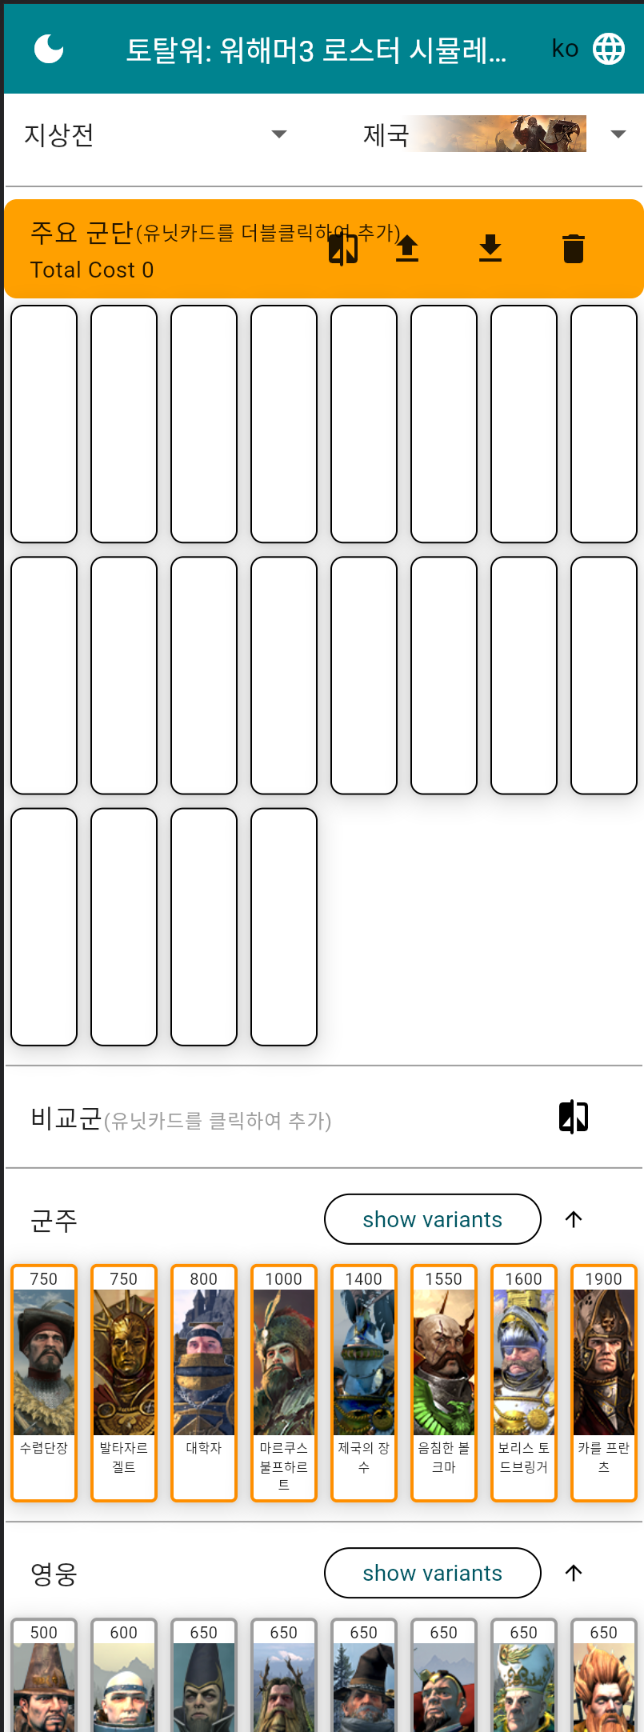 토탈워: 워해머3 로스터 시뮬레...
ko
지상전
제국
주요 군단(유닛카드를 더블클릭하여 추가)
Total Cost 0
비교군(유닛카드를 클릭하여 추가)
군주
show variants
750 750 800 1000 1400 1550 1600 1900
수렵단장
발타자르
겔트
대학자
마르쿠스
불프하르
트
제국의 장
수
음침한 볼
크마
보리스 토
드브링거
카를 프란
츠
영웅
show variants
500 600 650 650 650 650 650 650